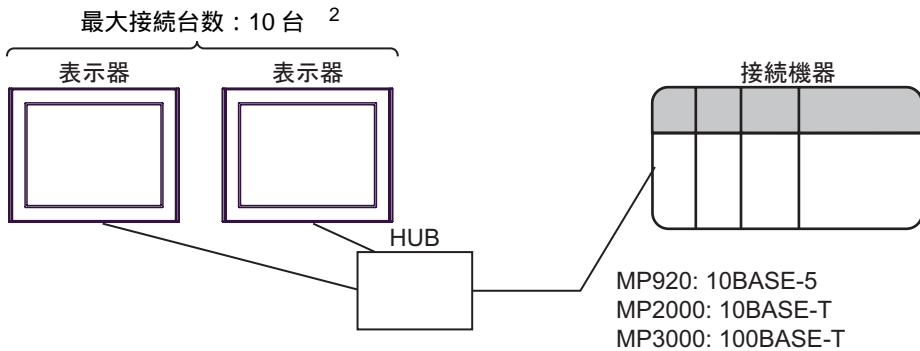 最大接続台数：10 台 2
表示器
表示器
接続機器
HUB
MP920: 10BASE-5
MP2000: 10BASE-T
MP3000: 100BASE-T